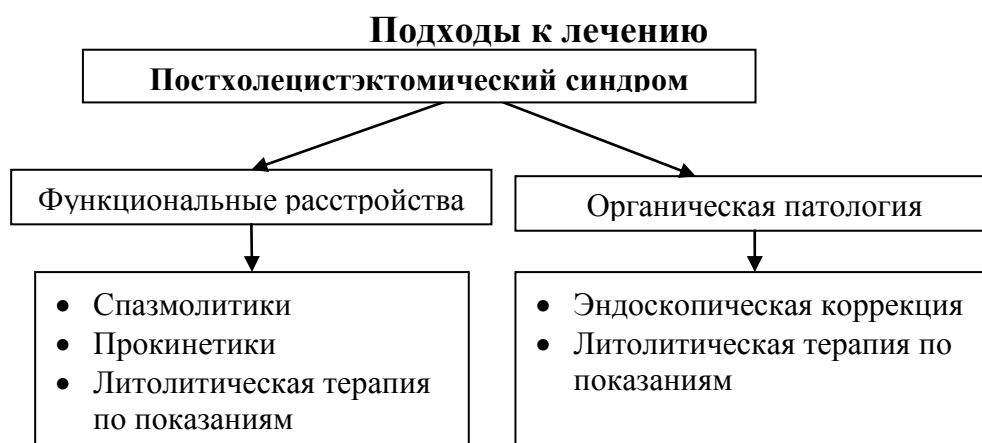 Подходы к лечению
Постхолецистэктомический синдром
Функциональные расстройства
Органическая патология
• Спазмолитики
• Прокинетики
• Литолитическая терапия
по показаниям
• Эндоскопическая коррекция
• Литолитическая терапия по
показаниям